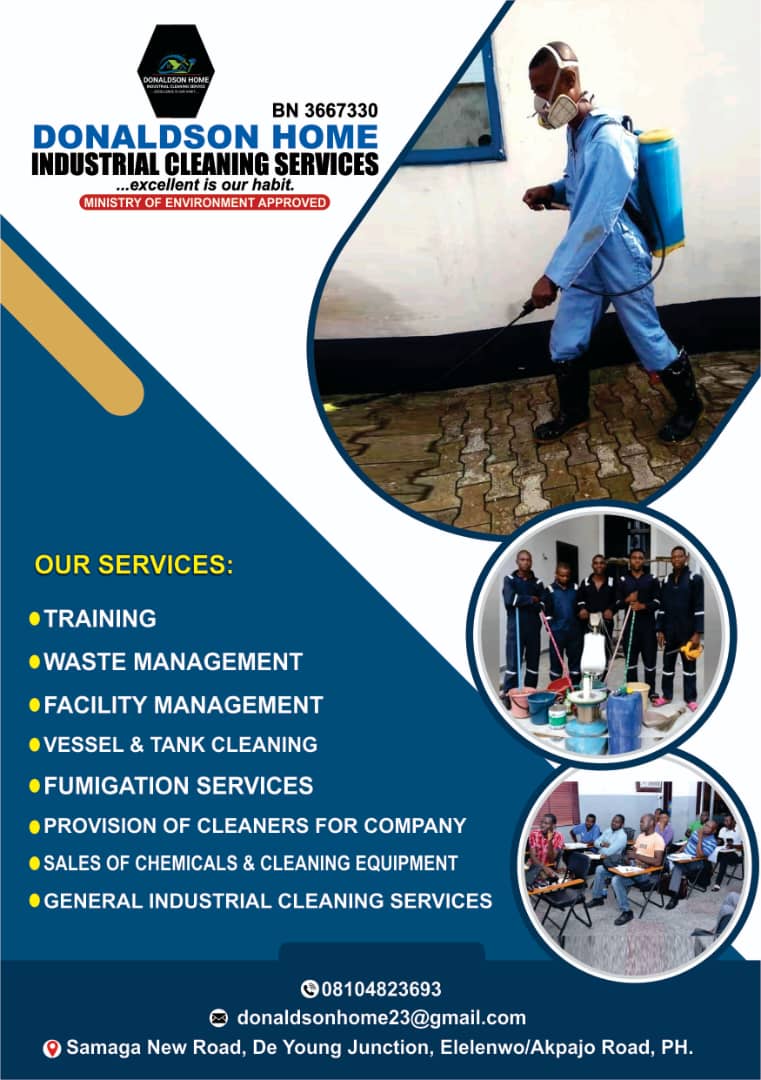 DONALDSON HOME
INDUSTRIAL CLEANING SERVICE
BN 3667330
DONALDSON HOME
INDUSTRIAL CLEANING SERVICES
...excellent is our habit.
MINISTRY OF ENVIRONMENT APPROVED
OUR SERVICES:
TRAINING
WASTE MANAGEMENT
FACILITY MANAGEMENT
VESSEL & TANK CLEANING
FUMIGATION SERVICES
PROVISION OF CLEANERS FOR COMPANY
SALES OF CHEMICALS & CLEANING EQUIPMENT
GENERAL INDUSTRIAL CLEANING SERVICES
08104823693
donaldsonhome23@gmail.com
Samaga New Road, De Young Junction, Elelenwo/Akpajo Road, PH.